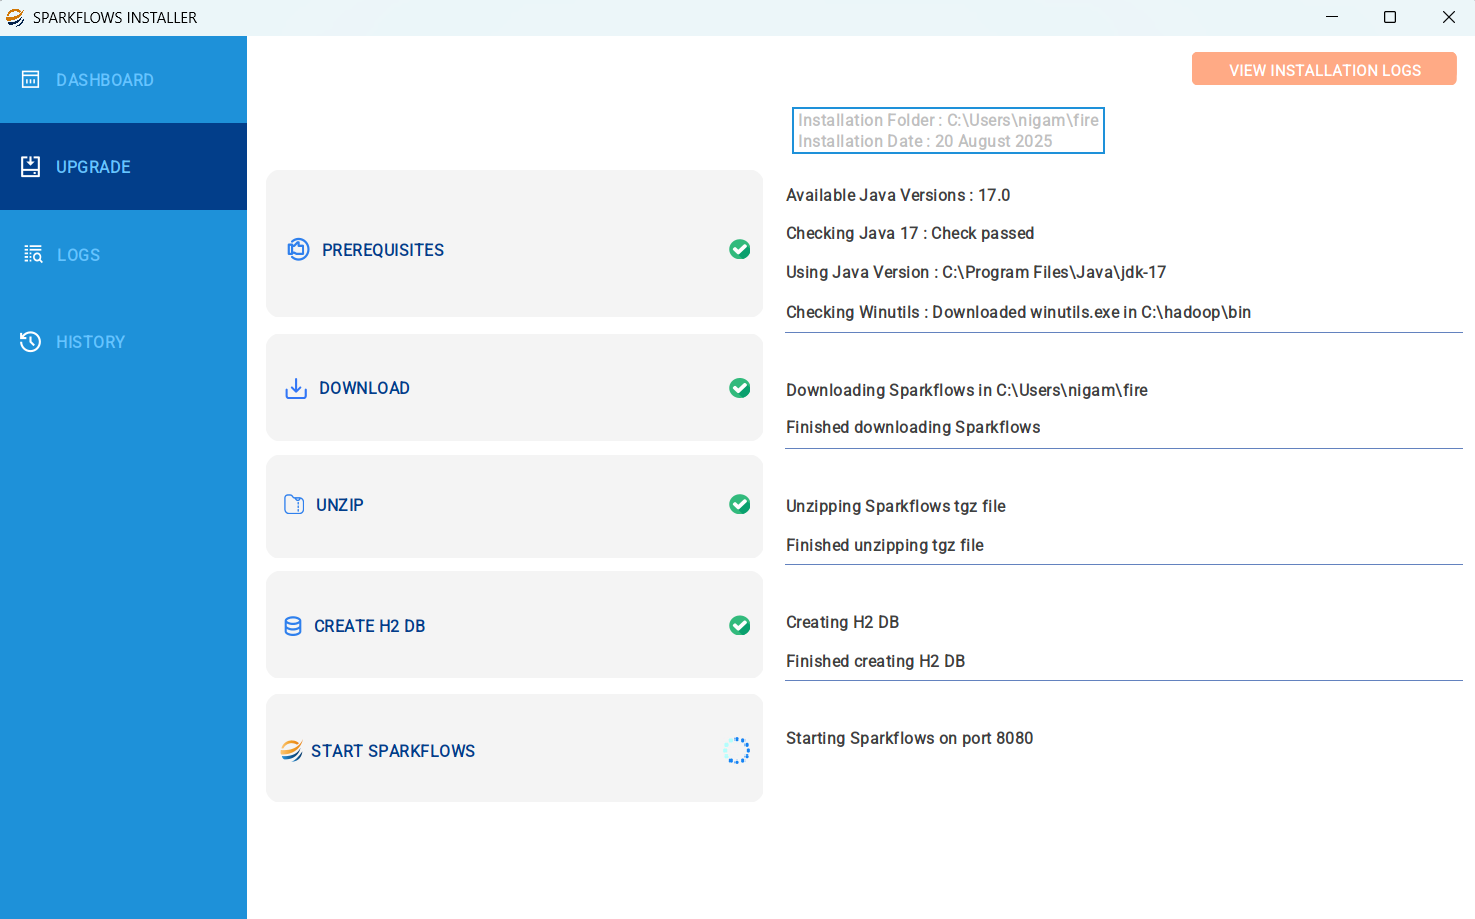 SPARKFLOWS INSTALLER
DASHBOARD
UPGRADE
LOGS
HISTORY
VIEW INSTALLATION LOGS
Installation Folder : C:\Users\nigam\fire
Installation Date : 20 August 2025
PREREQUISITES
Available Java Versions : 17.0
Checking Java 17 : Check passed
Using Java Version : C:\Program Files\Java\jdk-17
Checking Winutils : Downloaded winutils.exe in C:\hadoop\bin
DOWNLOAD
Downloading Sparkflows in C:\Users\nigam\fire
Finished downloading Sparkflows
UNZIP
Unzipping Sparkflows tgz file
Finished unzipping tgz file
CREATE H2 DB
Creating H2 DB
Finished creating H2 DB
START SPARKFLOWS
Starting Sparkflows on port 8080